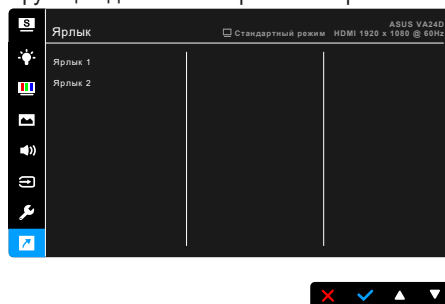 S
ASUS VA24D
Ярлык
Стандартный режим HDMI 1920 x 1080 @ 60Hz
Ярлык 1
Ярлык 2